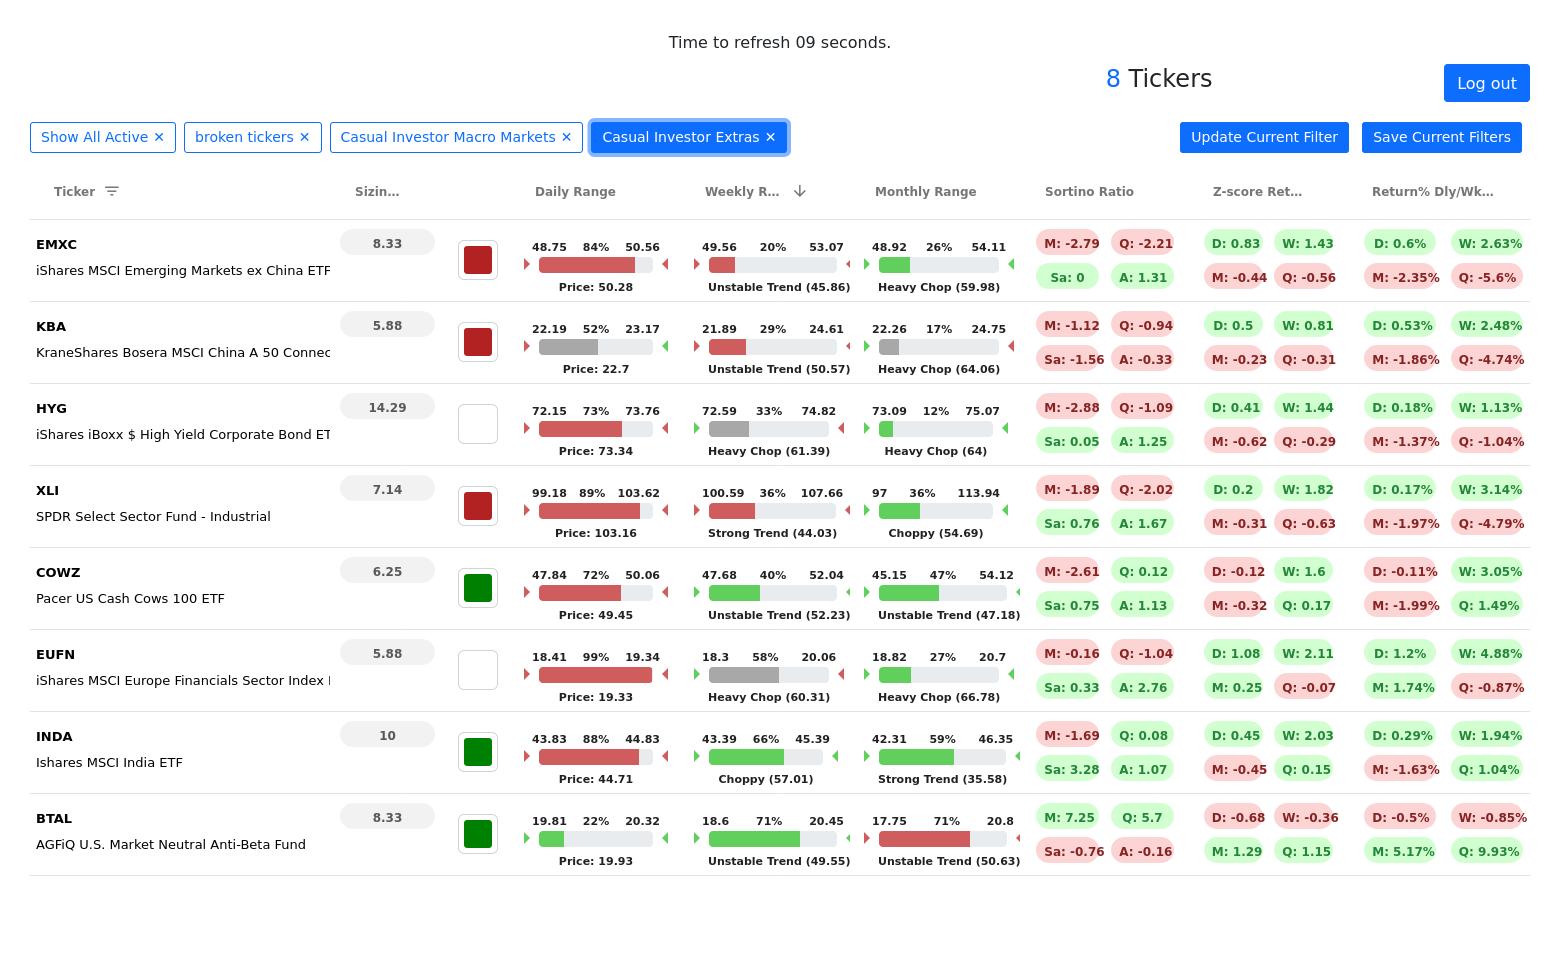 Time to refresh 09 seconds.
8 Tickers
Log out
Show All Active ✕ broken tickers ✕ Casual Investor Macro Markets ✕ Casual Investor Extras ✕ Update Current Filter Save Current Filters
Ticker Sizin… Daily Range Weekly R… Monthly Range Sortino Ratio Z-score Ret… Return% Dly/Wk…
EMXC 8.33 48.75 84% 50.56 49.56 20% 53.07 48.92 26% 54.11 M: -2.79 Q: -2.21 D: 0.83 W: 1.43 D: 0.6% W: 2.63%
iShares MSCI Emerging Markets ex China ETF Price: 50.28 Unstable Trend (45.86) Heavy Chop (59.98) Sa: 0 A: 1.31 M: -0.44 Q: -0.56 M: -2.35% Q: -5.6%
KBA 5.88 22.19 52% 23.17 21.89 29% 24.61 22.26 17% 24.75 M: -1.12 Q: -0.94 D: 0.5 W: 0.81 D: 0.53% W: 2.48%
KraneShares Bosera MSCI China A 50 Connec Price: 22.7 Unstable Trend (50.57) Heavy Chop (64.06) Sa: -1.56 A: -0.33 M: -0.23 Q: -0.31 M: -1.86% Q: -4.74%
HYG 14.29 72.15 73% 73.76 72.59 33% 74.82 73.09 12% 75.07 M: -2.88 Q: -1.09 D: 0.41 W: 1.44 D: 0.18% W: 1.13%
iShares iBoxx $ High Yield Corporate Bond ET Price: 73.34 Heavy Chop (61.39) Heavy Chop (64) Sa: 0.05 A: 1.25 M: -0.62 Q: -0.29 M: -1.37% Q: -1.04%
XLI 7.14 99.18 89% 103.62 100.59 36% 107.66 97 36% 113.94 M: -1.89 Q: -2.02 D: 0.2 W: 1.82 D: 0.17% W: 3.14%
SPDR Select Sector Fund - Industrial Price: 103.16 Strong Trend (44.03) Choppy (54.69) Sa: 0.76 A: 1.67 M: -0.31 Q: -0.63 M: -1.97% Q: -4.79%
COWZ 6.25 47.84 72% 50.06 47.68 40% 52.04 45.15 47% 54.12 M: -2.61 Q: 0.12 D: -0.12 W: 1.6 D: -0.11% W: 3.05%
Pacer US Cash Cows 100 ETF Price: 49.45 Unstable Trend (52.23) Unstable Trend (47.18) Sa: 0.75 A: 1.13 M: -0.32 Q: 0.17 M: -1.99% Q: 1.49%
EUFN 5.88 18.41 99% 19.34 18.3 58% 20.06 18.82 27% 20.7 M: -0.16 Q: -1.04 D: 1.08 W: 2.11 D: 1.2% W: 4.88%
iShares MSCI Europe Financials Sector Index Price: 19.33 Heavy Chop (60.31) Heavy Chop (66.78) Sa: 0.33 A: 2.76 M: 0.25 Q: -0.07 M: 1.74% Q: -0.87%
INDA 10 43.83 88% 44.83 43.39 66% 45.39 42.31 59% 46.35 M: -1.69 Q: 0.08 D: 0.45 W: 2.03 D: 0.29% W: 1.94%
Ishares MSCI India ETF Price: 44.71 Choppy (57.01) Strong Trend (35.58) Sa: 3.28 A: 1.07 M: -0.45 Q: 0.15 M: -1.63% Q: 1.04%
BTAL 8.33 19.81 22% 20.32 18.6 71% 20.45 17.75 71% 20.8 M: 7.25 Q: 5.7 D: -0.68 W: -0.36 D: -0.5% W: -0.85%
AGFiQ U.S. Market Neutral Anti-Beta Fund Price: 19.93 Unstable Trend (49.55) Unstable Trend (50.63) Sa: -0.76 A: -0.16 M: 1.29 Q: 1.15 M: 5.17% Q: 9.93%